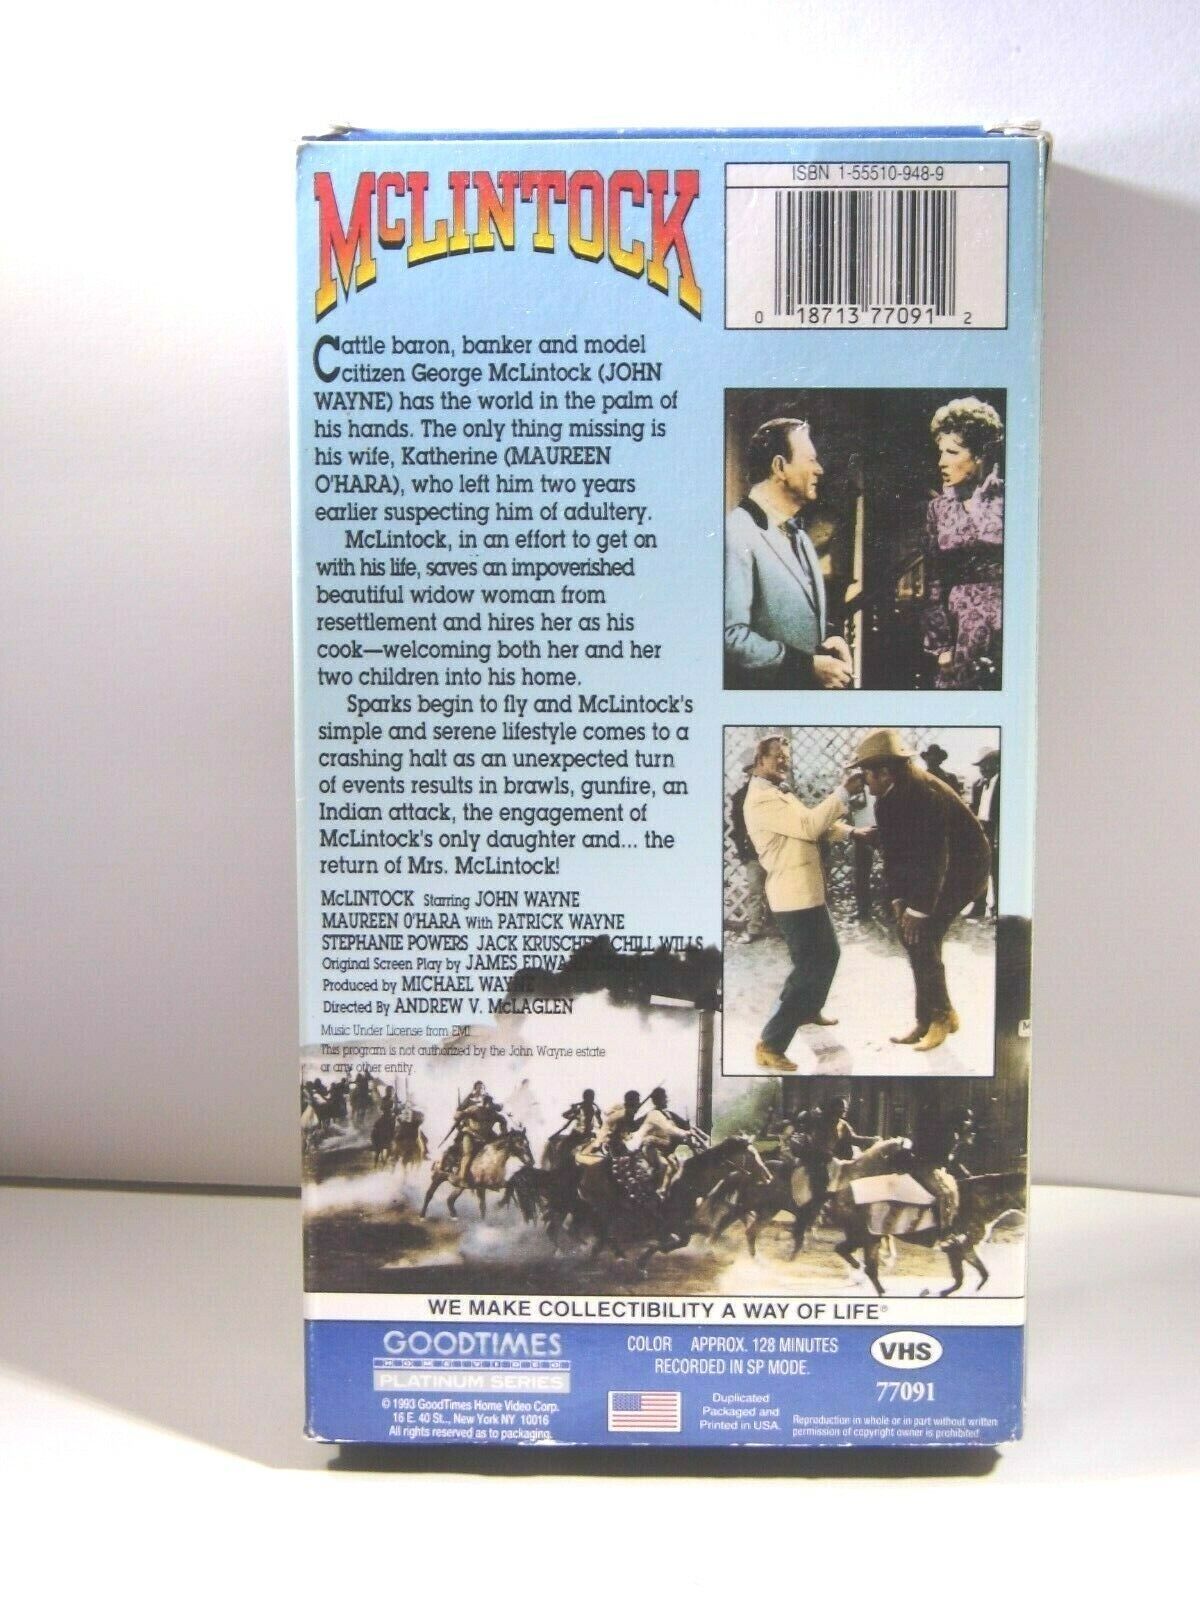 McLINTOCK
ISBN 1-55510-948-9
0 18713 77091 2
Cattle baron, banker and model
citizen George McLintock (JOHN
WAYNE) has the world in the palm of
his hands. The only thing missing is
his wife, Katherine (MAUREEN
O'HARA), who left him two years
earlier suspecting him of adultery.
McLintock, in an effort to get on
with his life, saves an impoverished
beautiful widow woman from
resettlement and hires her as his
cook—welcoming both her and her
two children into his home.
Sparks begin to fly and McLintock's
simple and serene lifestyle comes to a
crashing halt as an unexpected turn
of events results in brawls, gunfire, an
Indian attack, the engagement of
McLintock's only daughter and... the
return of Mrs. McLintock!
McLINTOCK Starring JOHN WAYNE
MAUREEN O'HARA With PATRICK WAYNE
STEPHANIE POWERS JACK KRUSCHEN CHILL WILLS
Original Screen Play by JAMES EDWARD
Produced by MICHAEL WAYNE
Directed By ANDREW V. McLAGLEN
Music Under License from EMI
This program is not authorized by the John Wayne estate
or any other entity.
WE MAKE COLLECTIBILITY A WAY OF LIFE®
GOODTIMES
HOME VIDEO
PLATINUM SERIES
© 1993 GoodTimes Home Video Corp.
16 E. 40 St., New York NY 10016
All rights reserved as to packaging.
COLOR APPROX. 128 MINUTES
RECORDED IN SP MODE.
Duplicated
Packaged and
Printed in USA.
VHS
77091
Reproduction in whole or in part without written
permission of copyright owner is prohibited.